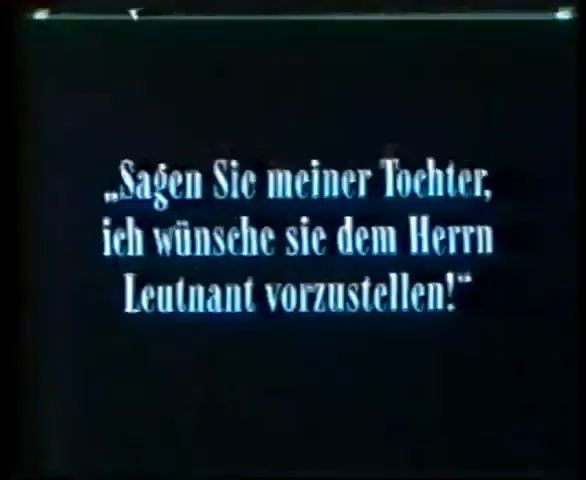 „Sagen Sie meiner Tochter,
ich wünsche sie dem Herrn
Leutnant vorzustellen!“